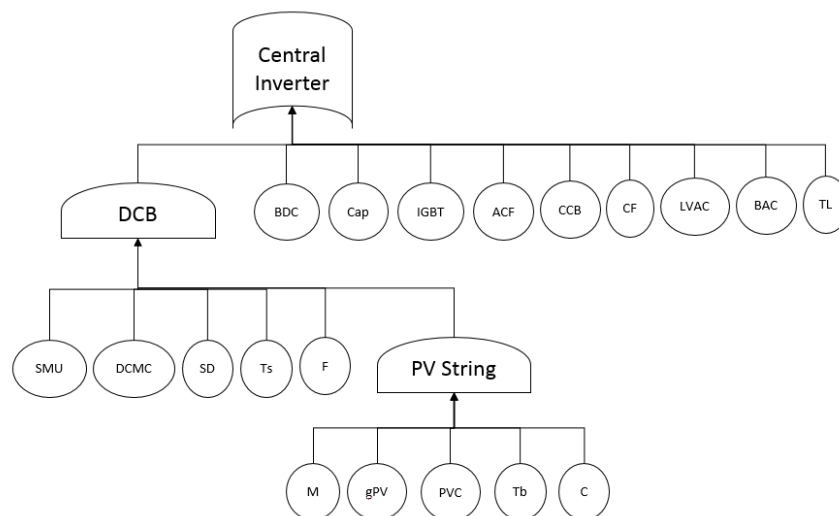 Central
Inverter
DCB
BDC
Cap
IGBT
ACF
CCB
CF
LVAC
BAC
TL
SMU
DCMC
SD
Ts
F
PV String
M
gPV
PVC
Tb
C